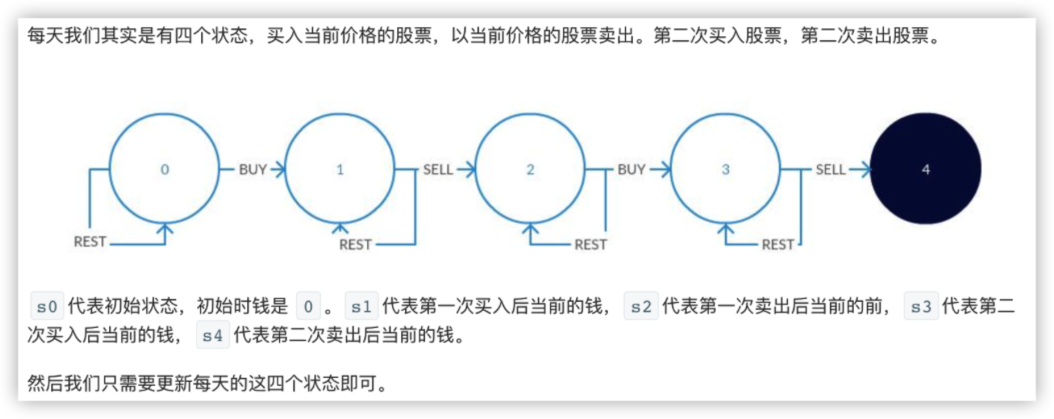 每天我们其实是有四个状态，买入当前价格的股票，以当前价格的股票卖出。第二次买入股票，第二次卖出股票。
0 BUY 1 SELL 2 BUY 3 SELL 4
REST REST REST REST
s0 代表初始状态，初始时钱是 0 。 s1 代表第一次买入后当前的钱， s2 代表第一次卖出后当前的前， s3 代表第二
次买入后当前的钱， s4 代表第二次卖出后当前的钱。
然后我们只需要更新每天的这四个状态即可。